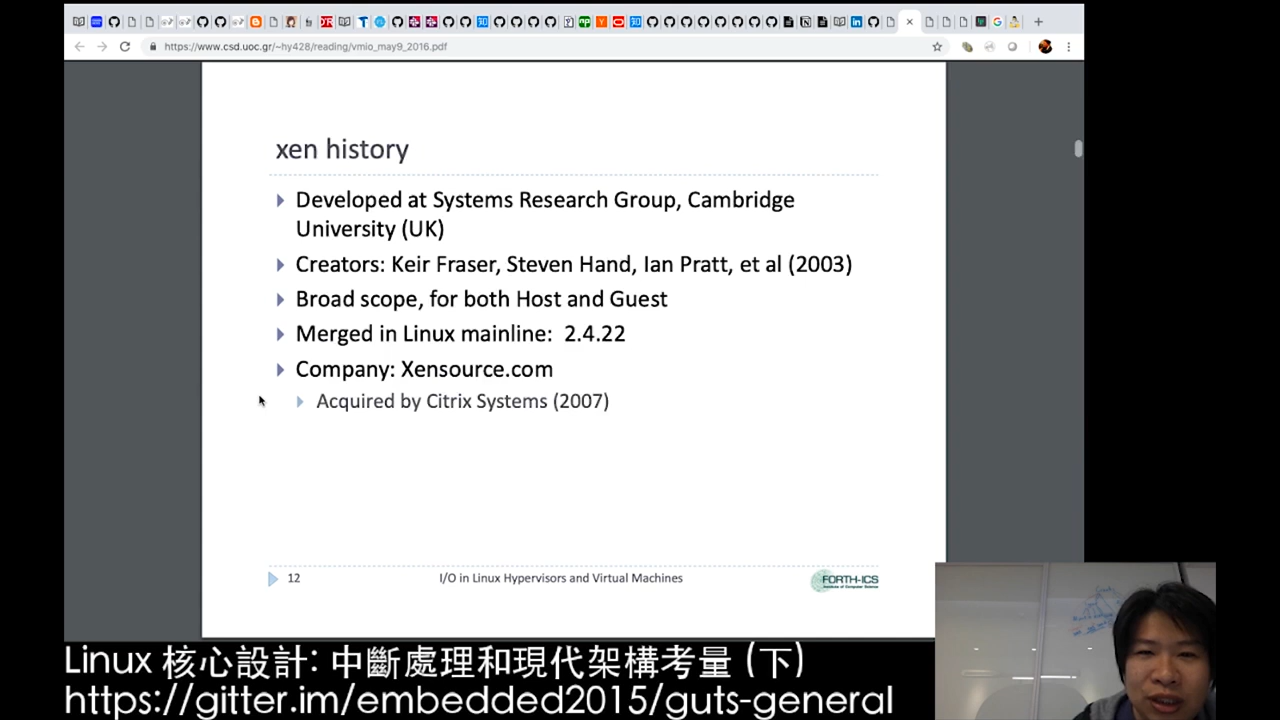 https://www.csd.uoc.gr/~hy428/reading/vmio_may9_2016.pdf
xen history
Developed at Systems Research Group, Cambridge
University (UK)
Creators: Keir Fraser, Steven Hand, Ian Pratt, et al (2003)
Broad scope, for both Host and Guest
Merged in Linux mainline: 2.4.22
Company: Xensource.com
Acquired by Citrix Systems (2007)
12
I/O in Linux Hypervisors and Virtual Machines
FORTH-ICS
Institute of Computer Science
Linux 核心設計: 中斷處理和現代架構考量 (下)
https://gitter.im/embedded2015/guts-general